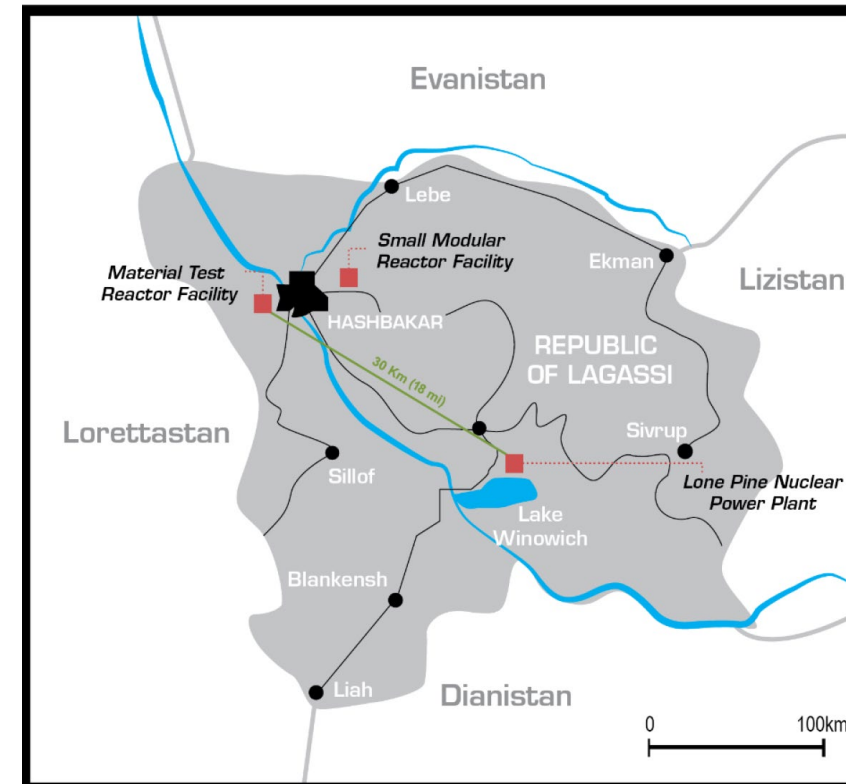 Evanistan
Lebe
Small Modular
Reactor Facility
Material Test
Reactor Facility
Ekman
Lizistan
HASHBAKAR
REPUBLIC
OF LAGASSI
30 Km (18 mi)
Lorettastan
Sillof
Sivrup
Lone Pine Nuclear
Power Plant
Lake
Winowich
Blankensh
Liah
Dianistan
0 100km